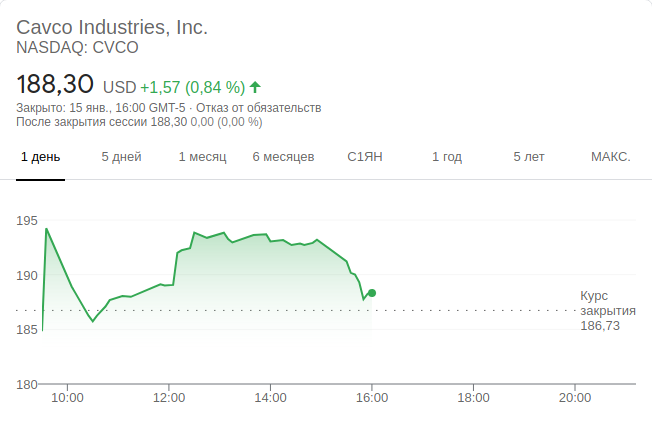 Cavco Industries, Inc.
NASDAQ: CVCO
188,30 USD +1,57 (0,84 %)
Закрыто: 15 янв., 16:00 GMT-5 · Отказ от обязательств
После закрытия сессии 188,30 0,00 (0,00 %)
1 день 5 дней 1 месяц 6 месяцев С1ЯН 1 год 5 лет МАКС.
195
190
Курс
закрытия
186,73
185
180
10:00 12:00 14:00 16:00 18:00 20:00